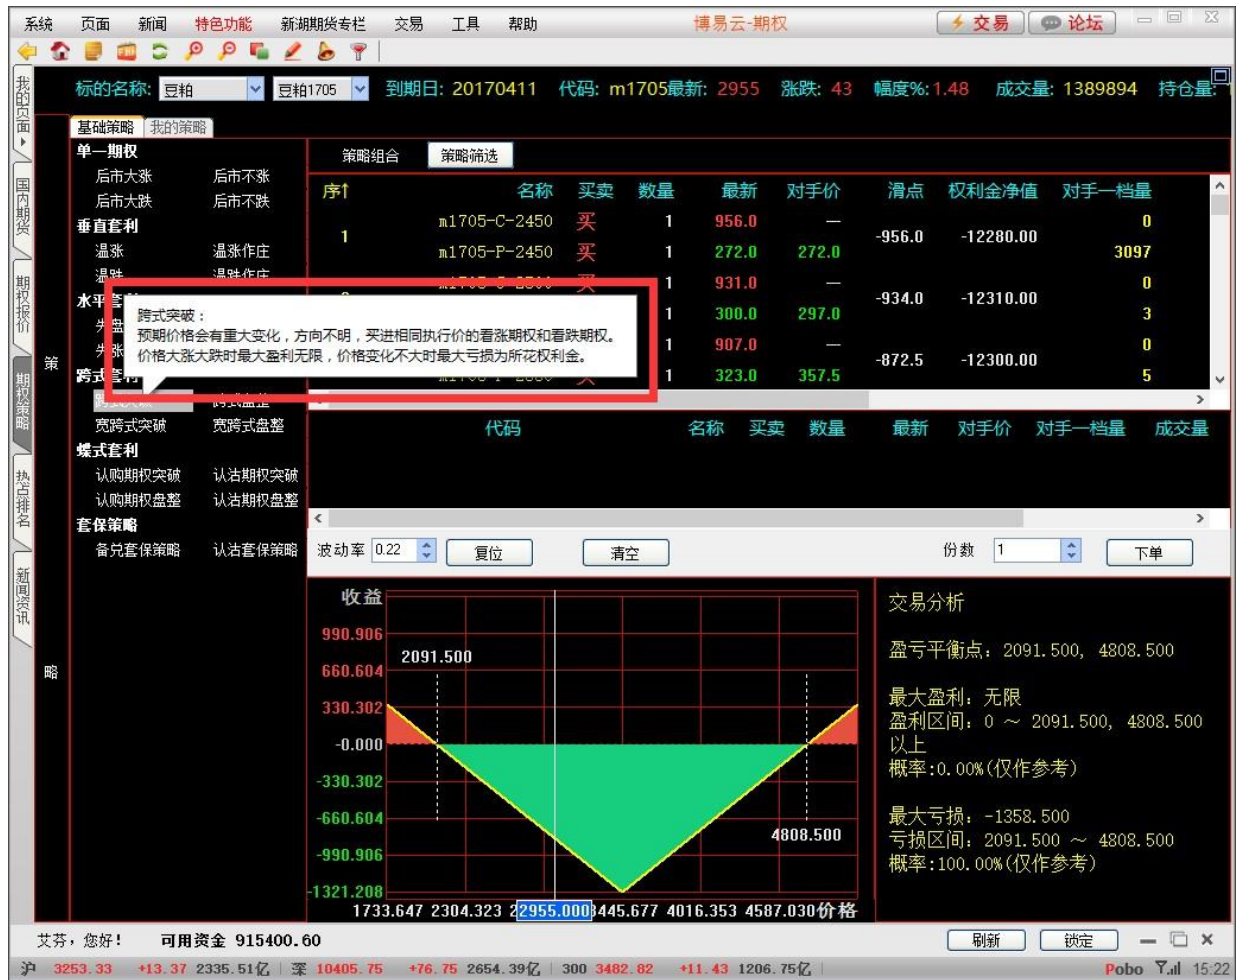 系统 页面 新闻 特色功能 新湖期货专栏 交易 工具 帮助 博易云-期权 交易 论坛
标的名称: 豆粕 豆粕1705 到期日: 20170411 代码: m1705最新: 2955 涨跌: 43 幅度%:1.48 成交量: 1389894 持仓量:
我的页面
国内期货
期权报价
期权策略
热点排名
新闻资讯
策
略
基础策略 我的策略
单一期权
后市大涨 后市不涨
后市大跌 后市不跌
垂直套利
温涨 温涨作庄
温跌 温跌作庄
跨式突破：
预期价格会有重大变化，方向不明，买进相同执行价的看涨期权和看跌期权。
价格大涨大跌时最大盈利无限，价格变化不大时最大亏损为所花权利金。
宽跨式突破 宽跨式盘整
蝶式套利
认购期权突破 认沽期权突破
认购期权盘整 认沽期权盘整
套保策略
备兑套保策略 认沽套保策略
策略组合 策略筛选
序↑ 名称 买卖 数量 最新 对手价 滑点 权利金净值 对手一档量
1 m1705-C-2450 买 1 956.0 — -956.0 -12280.00 0
m1705-P-2450 买 1 272.0 272.0 3097
1 931.0 — -934.0 -12310.00 0
1 300.0 297.0 3
1 907.0 — -872.5 -12300.00 0
1 323.0 357.5 5
代码 名称 买卖 数量 最新 对手价 对手一档量 成交量
波动率 0.22 复位 清空 份数 1 下单
收益
990.906
660.604
330.302
-0.000
-330.302
-660.604
-990.906
-1321.208
2091.500
4808.500
1733.647 2304.323 2 2955.000 3445.677 4016.353 4587.030 价格
交易分析
盈亏平衡点: 2091.500, 4808.500
最大盈利: 无限
盈利区间: 0 ～ 2091.500, 4808.500
以上
概率:0.00%(仅作参考)
最大亏损: -1358.500
亏损区间: 2091.500 ～ 4808.500
概率:100.00%(仅作参考)
艾芬，您好! 可用资金 915400.60 刷新 锁定
沪 3253.33 +13.37 2335.51亿 深 10405.75 +76.75 2654.39亿 300 3482.82 +11.43 1206.75亿 Pobo 15:22